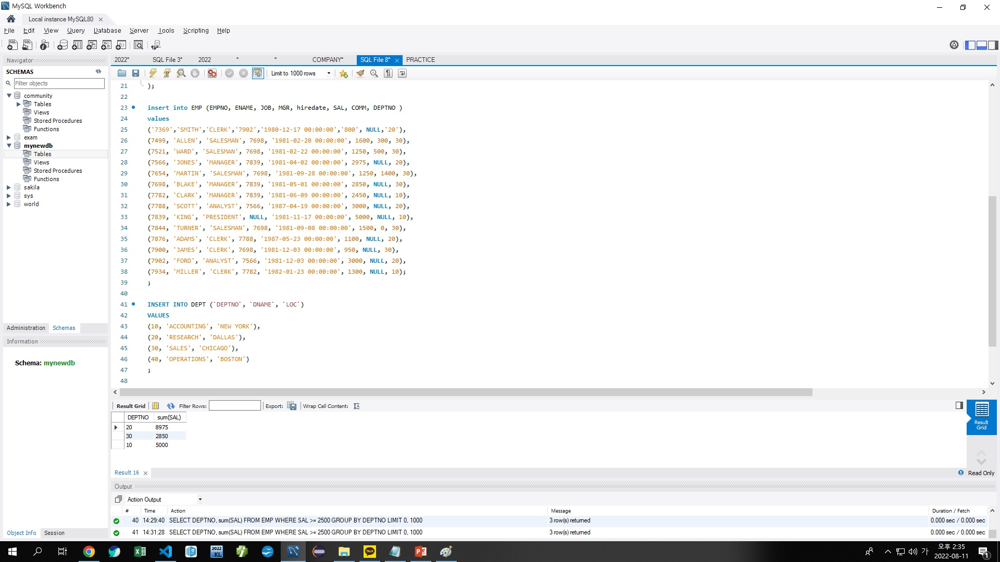 MySQL Workbench
Local instance MySQL80
File Edit View Query Database Server Tools Scripting Help
Navigator
SCHEMAS
Filter objects
community
Tables
Views
Stored Procedures
Functions
exam
mynewdb
Tables
Views
Stored Procedures
Functions
sakila
sys
world
Administration Schemas
Information
Schema: mynewdb
Object Info Session
2022* SQL File 3* 2022 * * COMPANY* SQL File 8* PRACTICE
Limit to 1000 rows
21 );
22
23 insert into EMP (EMPNO, ENAME, JOB, MGR, hiredate, SAL, COMM, DEPTNO )
24 values
25 ('7369','SMITH','CLERK','7902','1980-12-17 00:00:00','800', NULL,'20'),
26 (7499, 'ALLEN', 'SALESMAN', 7698, '1981-02-20 00:00:00', 1600, 300, 30),
27 (7521, 'WARD', 'SALESMAN', 7698, '1981-02-22 00:00:00', 1250, 500, 30),
28 (7566, 'JONES', 'MANAGER', 7839, '1981-04-02 00:00:00', 2975, NULL, 20),
29 (7654, 'MARTIN', 'SALESMAN', 7698, '1981-09-28 00:00:00', 1250, 1400, 30),
30 (7698, 'BLAKE', 'MANAGER', 7839, '1981-05-01 00:00:00', 2850, NULL, 30),
31 (7782, 'CLARK', 'MANAGER', 7839, '1981-06-09 00:00:00', 2450, NULL, 10),
32 (7788, 'SCOTT', 'ANALYST', 7566, '1987-04-19 00:00:00', 3000, NULL, 20),
33 (7839, 'KING', 'PRESIDENT', NULL, '1981-11-17 00:00:00', 5000, NULL, 10),
34 (7844, 'TURNER', 'SALESMAN', 7698, '1981-09-08 00:00:00', 1500, 0, 30),
35 (7876, 'ADAMS', 'CLERK', 7788, '1987-05-23 00:00:00', 1100, NULL, 20),
36 (7900, 'JAMES', 'CLERK', 7698, '1981-12-03 00:00:00', 950, NULL, 30),
37 (7902, 'FORD', 'ANALYST', 7566, '1981-12-03 00:00:00', 3000, NULL, 20),
38 (7934, 'MILLER', 'CLERK', 7782, '1982-01-23 00:00:00', 1300, NULL, 10);
39 ;
40
41 INSERT INTO DEPT (`DEPTNO`, `DNAME`, `LOC`)
42 VALUES
43 (10, 'ACCOUNTING', 'NEW YORK'),
44 (20, 'RESEARCH', 'DALLAS'),
45 (30, 'SALES', 'CHICAGO'),
46 (40, 'OPERATIONS', 'BOSTON')
47 ;
48
Result Grid Filter Rows: Export: Wrap Cell Content:
DEPTNO sum(SAL)
20 8975
30 2850
10 5000
Result Grid
Result 16 Read Only
Output
Action Output
# Time Action Message Duration / Fetch
40 14:29:40 SELECT DEPTNO, sum(SAL) FROM EMP WHERE SAL >= 2500 GROUP BY DEPTNO LIMIT 0, 1000 3 row(s) returned 0.000 sec / 0.000 sec
41 14:31:28 SELECT DEPTNO, sum(SAL) FROM EMP WHERE SAL >= 2500 GROUP BY DEPTNO LIMIT 0, 1000 3 row(s) returned 0.000 sec / 0.000 sec
2022 KL
TALK
가
오후 2:35
2022-08-11
1